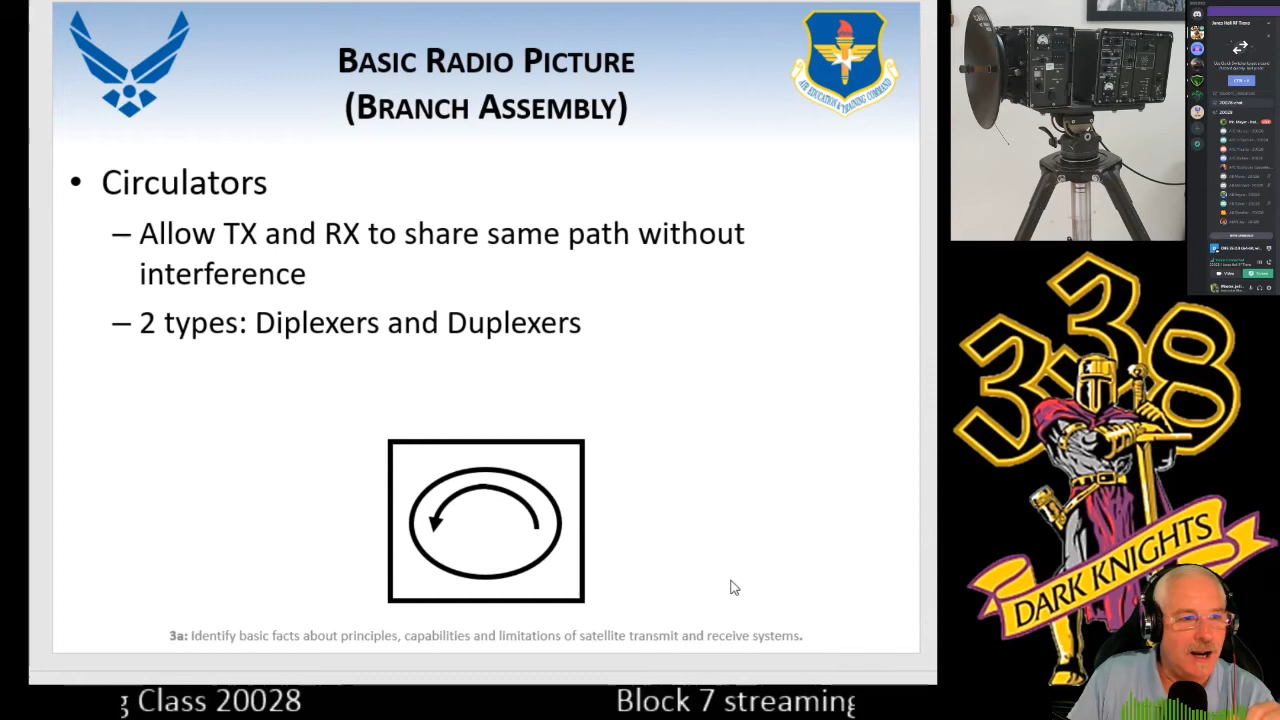 BASIC RADIO PICTURE
(BRANCH ASSEMBLY)
AIR EDUCATION & TRAINING COMMAND
• Circulators
– Allow TX and RX to share same path without
interference
– 2 types: Diplexers and Duplexers
3a: Identify basic facts about principles, capabilities and limitations of satellite transmit and receive systems.
338
DARK KNIGHTS
g Class 20028
Block 7 streaming